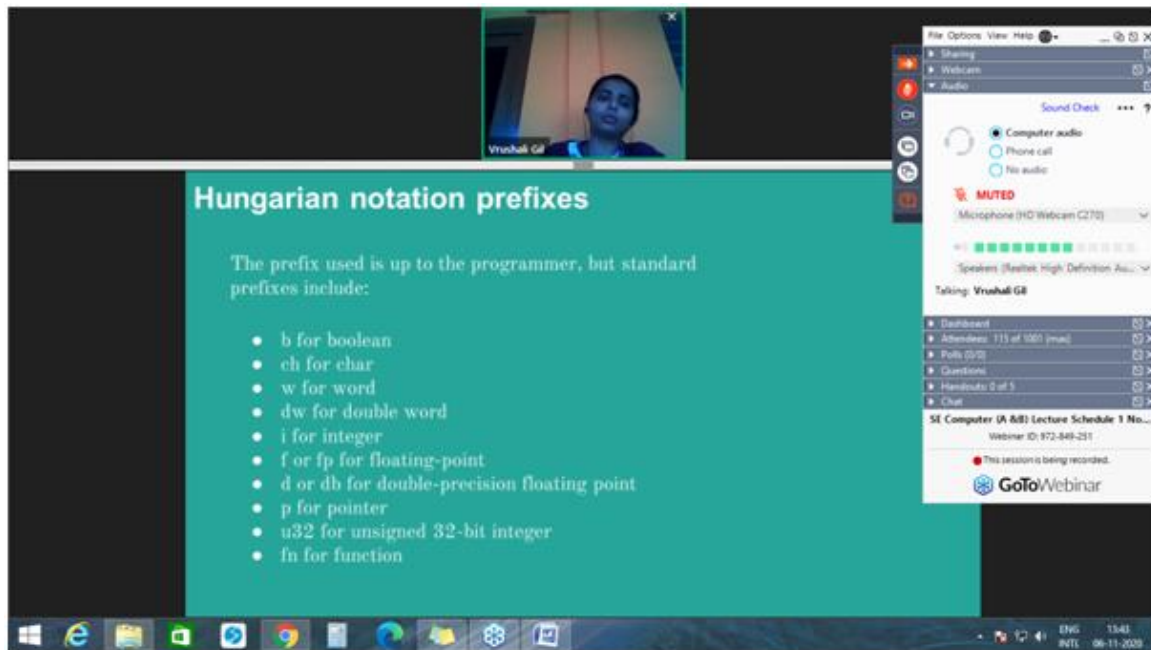 Vrushali Gil
Hungarian notation prefixes
The prefix used is up to the programmer, but standard
prefixes include:
b for boolean
ch for char
w for word
dw for double word
i for integer
f or fp for floating-point
d or db for double-precision floating point
p for pointer
u32 for unsigned 32-bit integer
fn for function
File Options View Help
Sharing
Webcam
Audio
Sound Check ... ?
Computer audio
Phone call
No audio
MUTED
Microphone (HD Webcam C270)
Speakers (Realtek High Definition Au...
Talking: Vrushali Gil
Dashboard
Attendees: 115 of 1001 (max)
Polls (0/0)
Questions
Handouts: 0 of 5
Chat
SE Computer (A &B) Lecture Schedule 1 No...
Webinar ID: 972-849-251
This session is being recorded.
GoToWebinar
ENG 13:43
INTL 06-11-2020